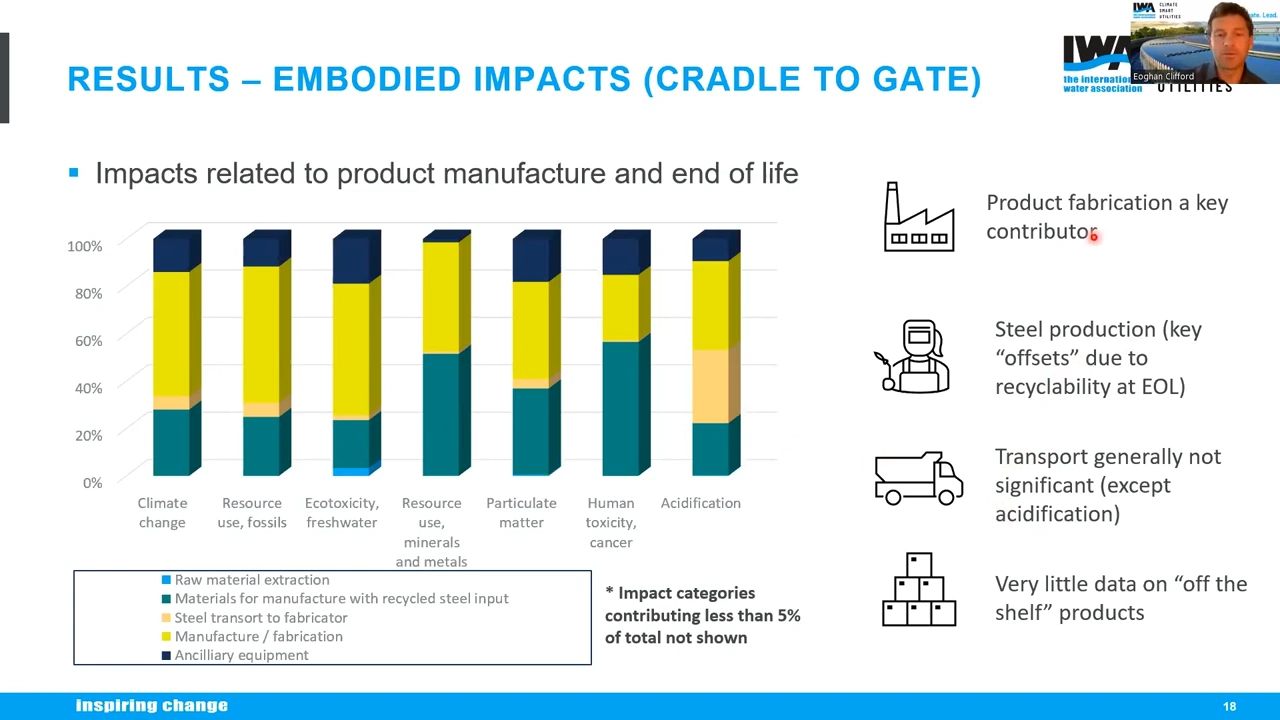 RESULTS – EMBODIED IMPACTS (CRADLE TO GATE)
IWA
the internation
water association
UTILITIES
IWA
CLIMATE
SMART
UTILITIES
Lead.
Eoghan Clifford
Impacts related to product manufacture and end of life
100%
80%
60%
40%
20%
0%
Climate
change
Resource
use, fossils
Ecotoxicity,
freshwater
Resource
use,
minerals
and metals
Particulate
matter
Human
toxicity,
cancer
Acidification
Raw material extraction
Materials for manufacture with recycled steel input
Steel transort to fabricator
Manufacture / fabrication
Ancilliary equipment
* Impact categories
contributing less than 5%
of total not shown
Product fabrication a key
contributor
Steel production (key
“offsets” due to
recyclability at EOL)
Transport generally not
significant (except
acidification)
Very little data on “off the
shelf” products
inspiring change
18